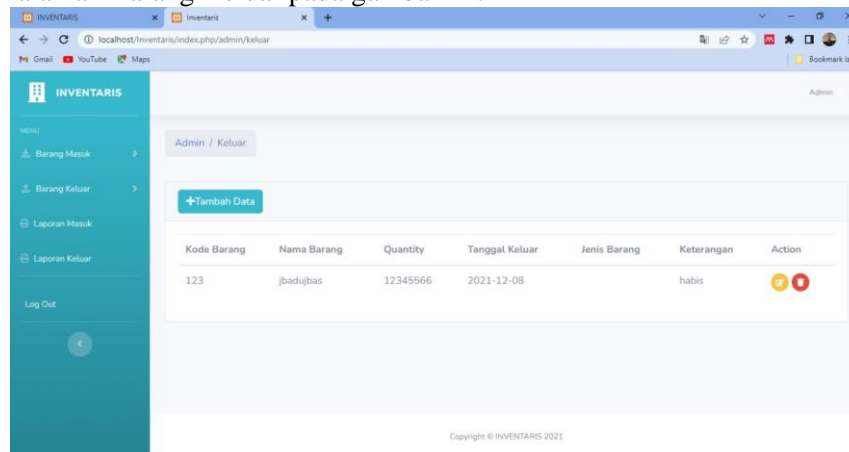 INVENTARIS
Inventaris
localhost/Inventaris/index.php/admin/keluar
Gmail YouTube Maps
INVENTARIS
Admin
MENU
Barang Masuk
Admin / Keluar
Barang Keluar
+Tambah Data
Laporan Masuk
Kode Barang Nama Barang Quantity Tanggal Keluar Jenis Barang Keterangan Action
Laporan Keluar
123 jbadujbas 12345566 2021-12-08 habis
Log Out
Copyright © INVENTARIS 2021